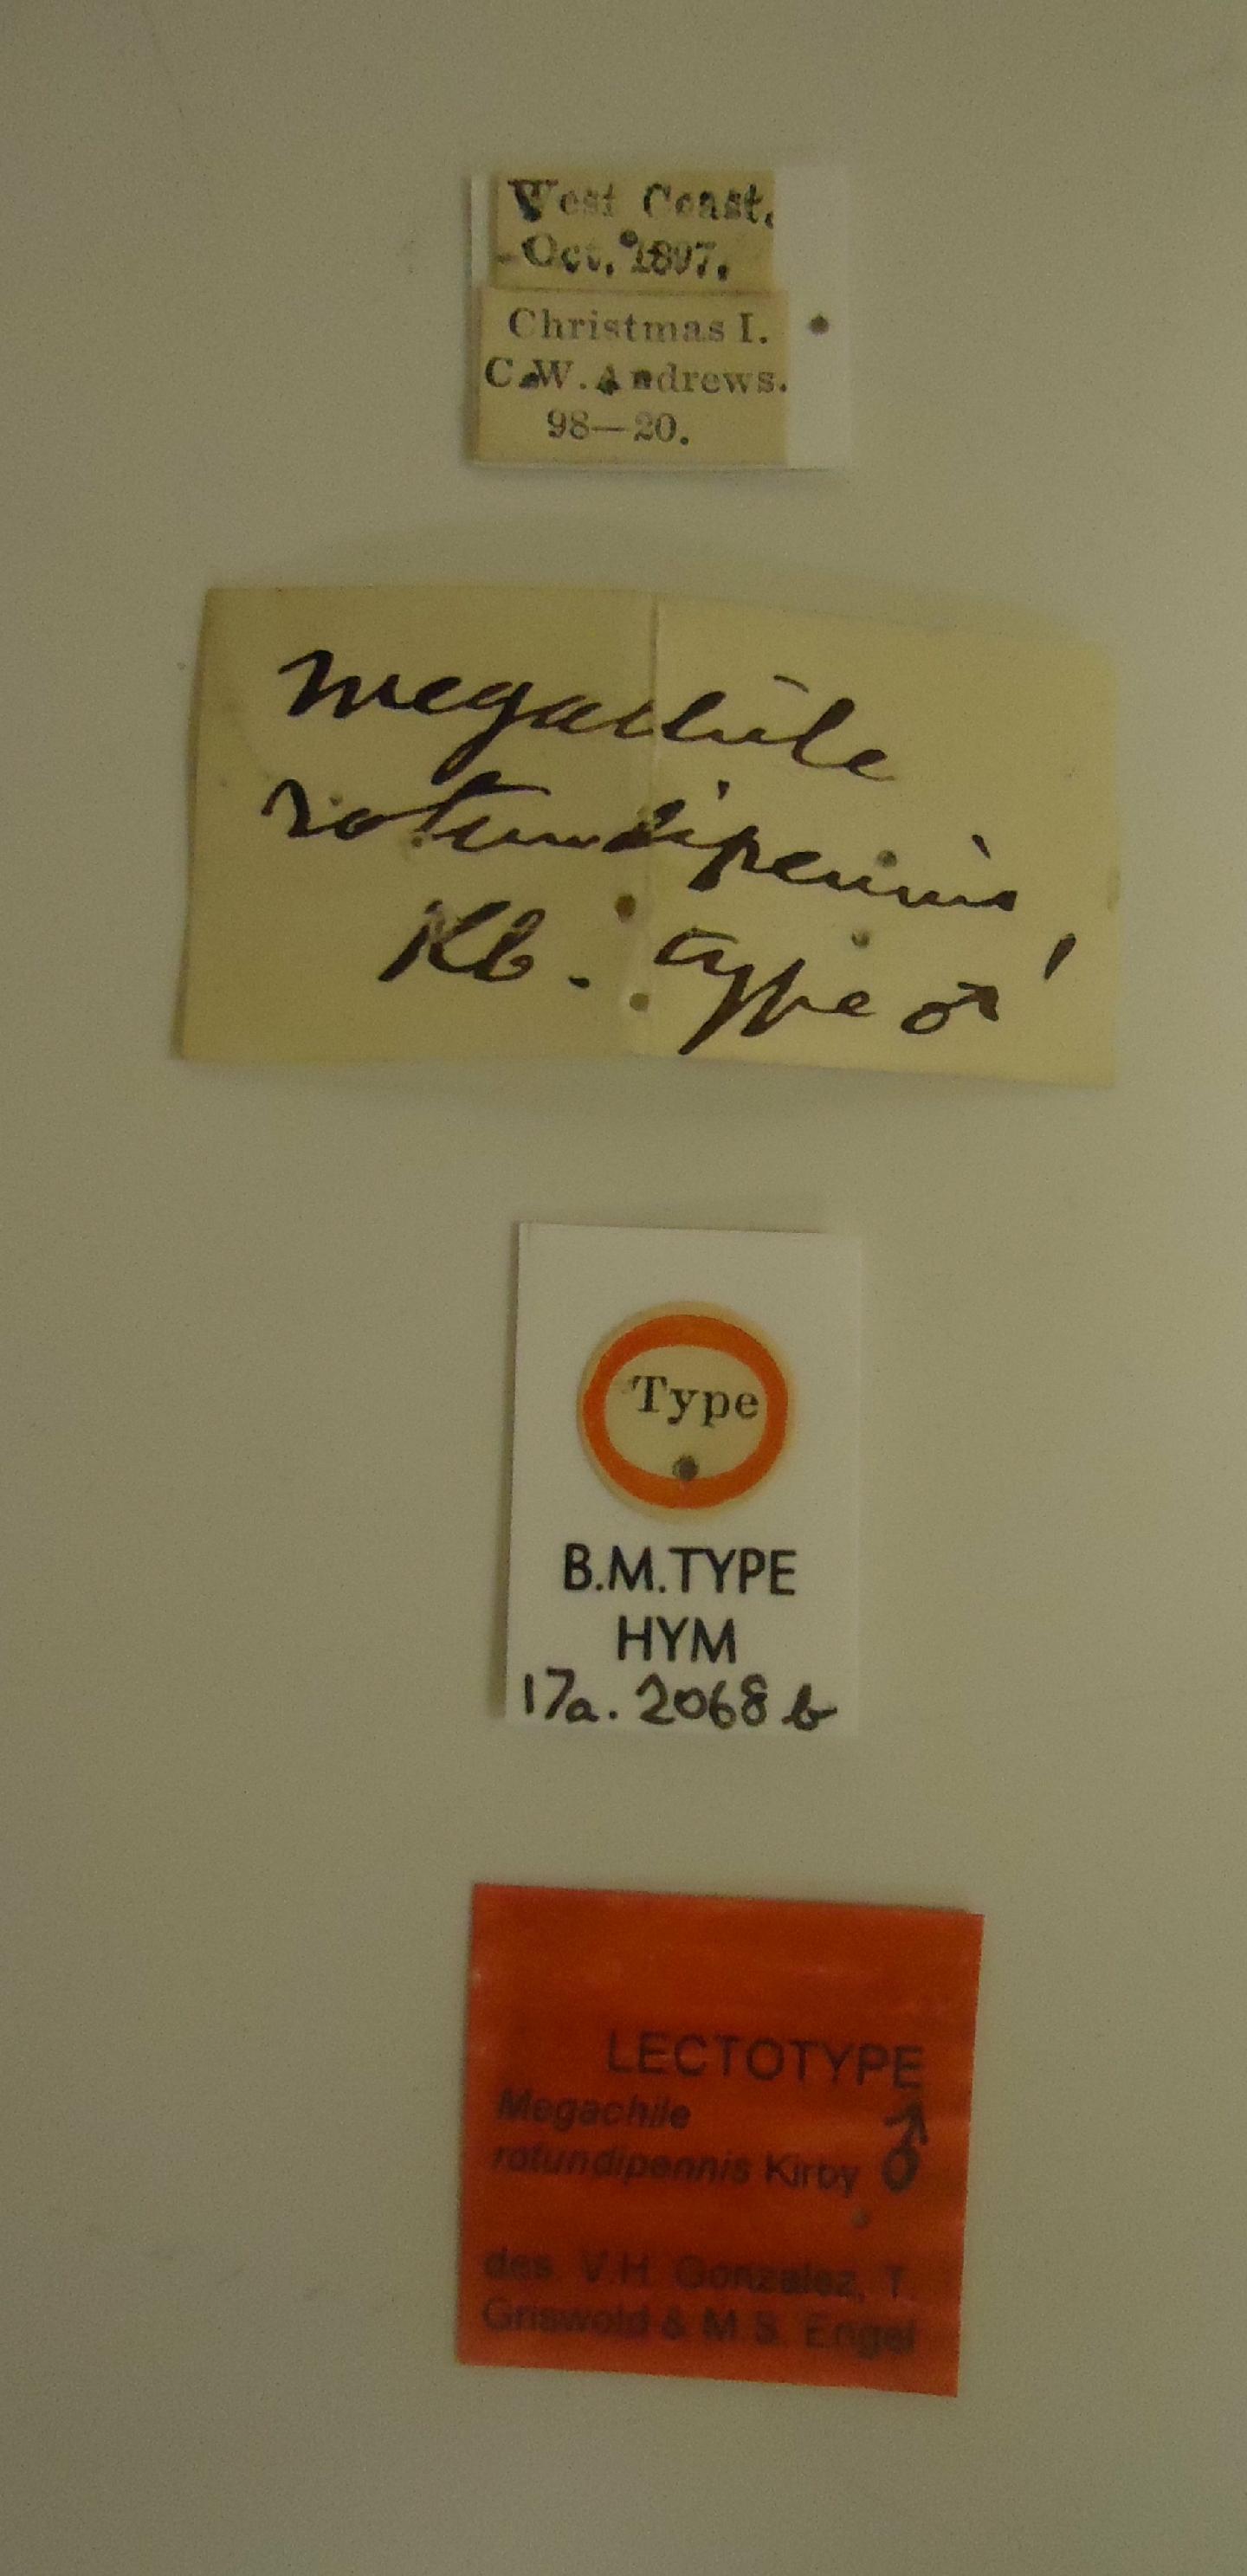 West Coast.
Oct. 1897.
Christmas I.
C.W. Andrews.
98—20.
Megachile
rotundipennis
Kb. type ♂
Type
B.M.TYPE
HYM
17a. 2068 b
LECTOTYPE
Megachile
rotundipennis Kirby ♂
des. V.H. Gonzalez, T.
Griswold & M.S. Engel